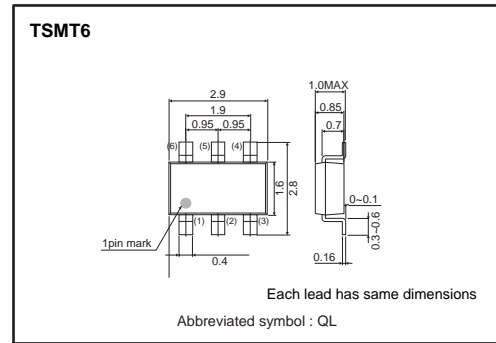 TSMT6
1.0MAX
2.9
0.85
1.9
0.7
0.95 0.95
(6) (5) (4)
1.6
2.8
0~0.1
0.3~0.6
(1) (2) (3)
1pin mark
0.4
0.16
Each lead has same dimensions
Abbreviated symbol : QL